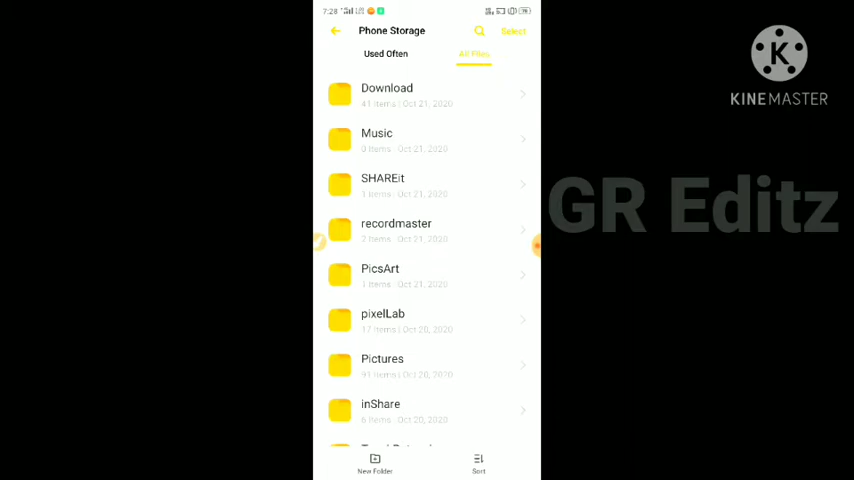 7:28
Phone Storage
Select
Used Often
All Files
Download
41 Items | Oct 21, 2020
Music
0 Items | Oct 21, 2020
SHAREit
1 Items | Oct 21, 2020
recordmaster
2 Items | Oct 21, 2020
PicsArt
1 Items | Oct 21, 2020
pixelLab
17 Items | Oct 20, 2020
Pictures
91 Items | Oct 20, 2020
inShare
6 Items | Oct 20, 2020
New Folder
Sort
K
KINEMASTER
GR Editz